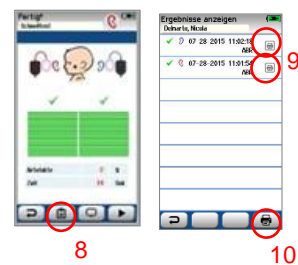 Fertig
Artefakte
Zeit
8
Ergebnisse anzeigen
Delmarle, Nicola
07 28 2015 11:02:18
ABR
07-28-2015 11:01:54
ABR
9
10